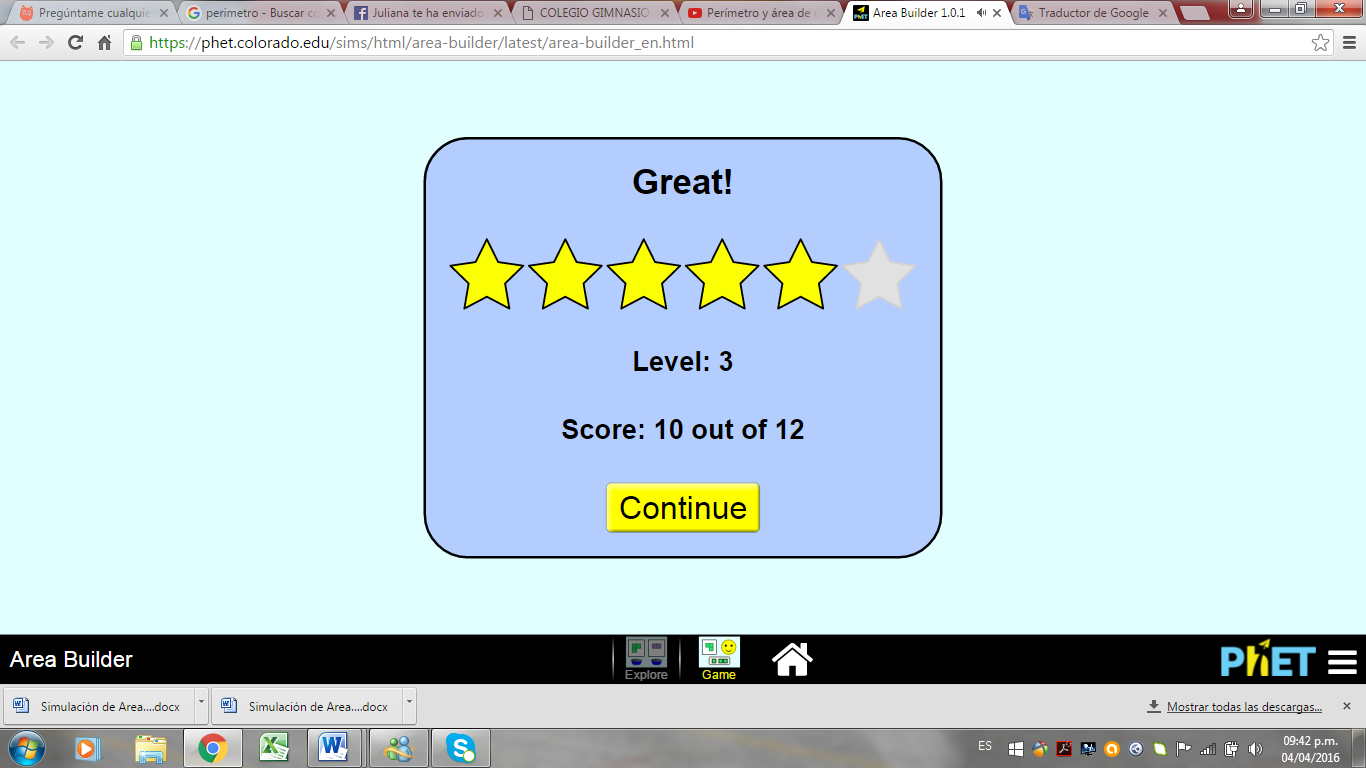 Pregúntame cualquie
perimetro - Buscar co
Juliana te ha enviado
COLEGIO GIMNASIO
Perímetro y área de u
Area Builder 1.0.1
Traductor de Google
https://phet.colorado.edu/sims/html/area-builder/latest/area-builder_en.html
Great!
Level: 3
Score: 10 out of 12
Continue
Area Builder
Explore
Game
PhET
Simulación de Area....docx
Simulación de Area....docx
Mostrar todas las descargas...
ES
09:42 p.m.
04/04/2016